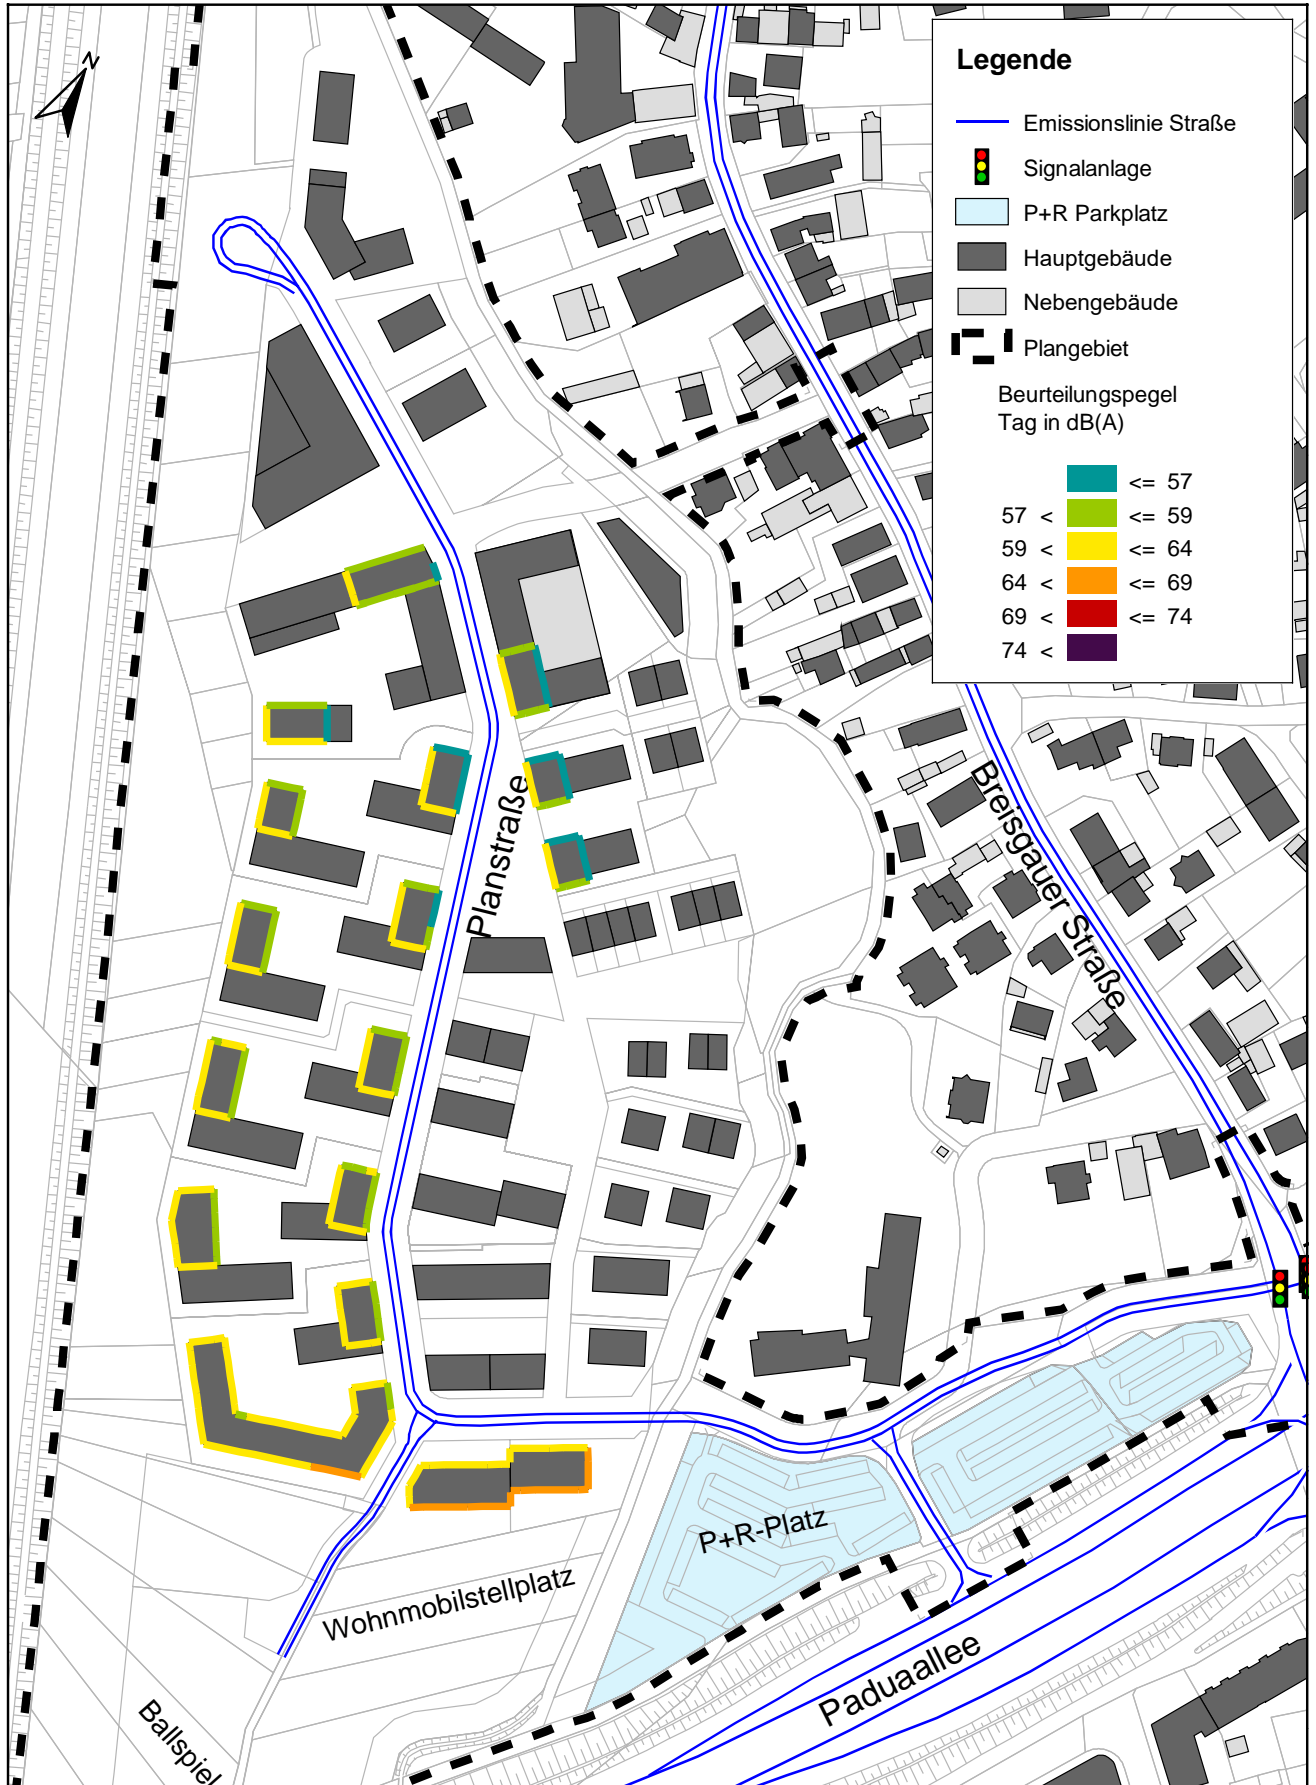 N
Legende
Emissionslinie Straße
Signalanlage
P+R Parkplatz
Hauptgebäude
Nebengebäude
Plangebiet
Beurteilungspegel
Tag in dB(A)
<= 57
57 < <= 59
59 < <= 64
64 < <= 69
69 < <= 74
74 <
Planstraße
Breisgauer Straße
P+R-Platz
Wohnmobilstellplatz
Paduaallee
Ballspiel